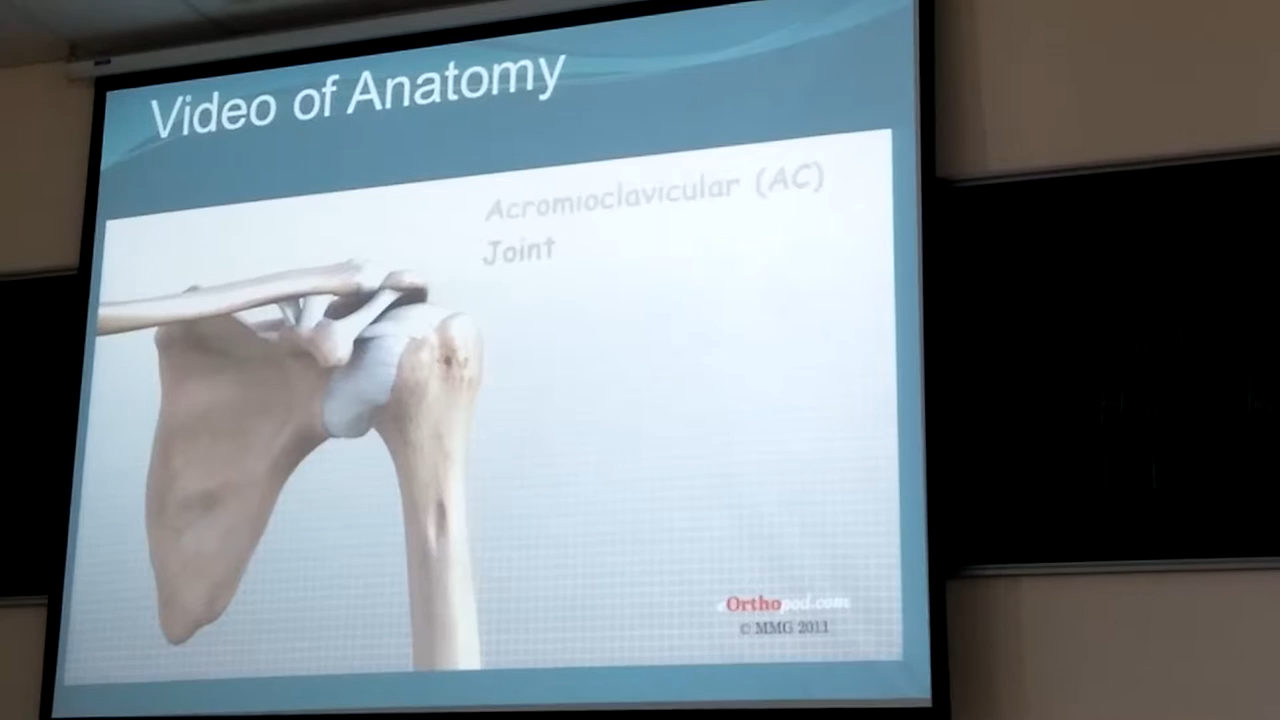 Video of Anatomy
Acromioclavicular (AC)
Joint
eOrthopod.com
© MMG 2011